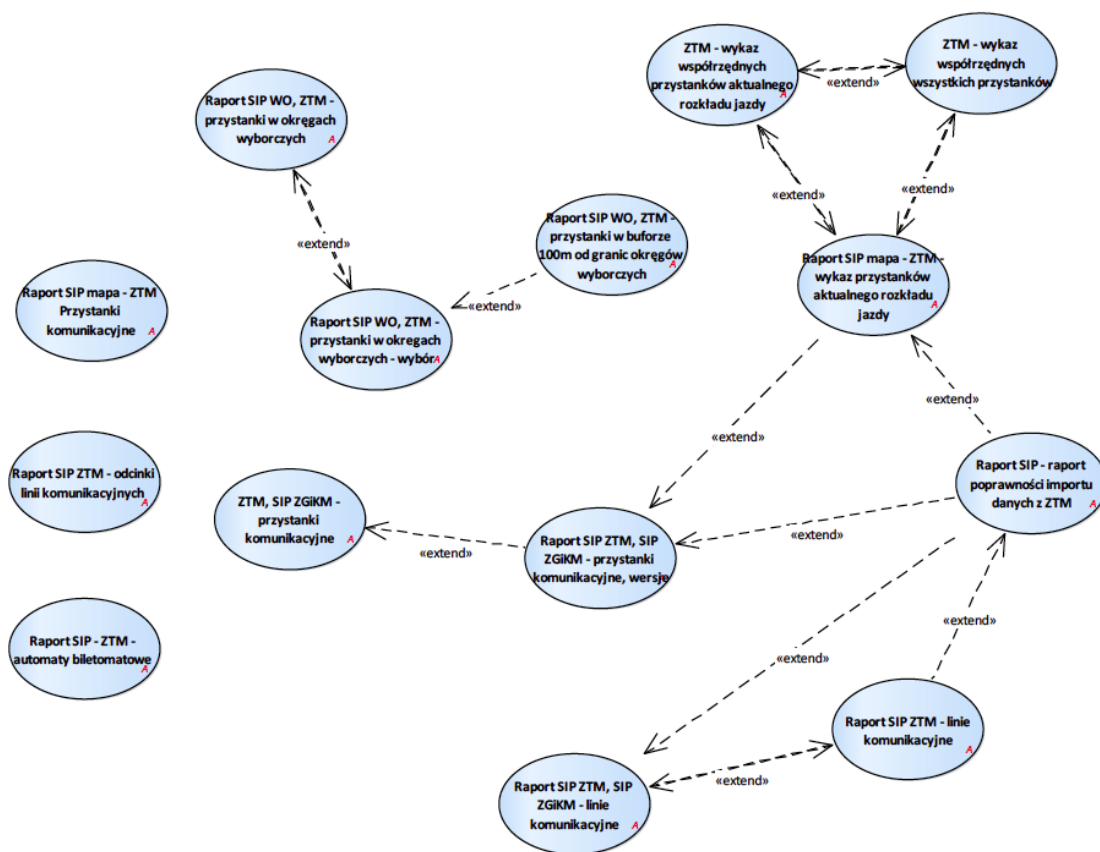 ZTM - wykaz
współrzędnych
przystanków aktualnego
rozkładu jazdy
A
ZTM - wykaz
współrzędnych
wszystkich przystanków
«extend»
Raport SIP WO, ZTM -
przystanki w okręgach
wyborczych
A
«extend»
«extend»
«extend»
Raport SIP WO, ZTM -
przystanki w buforze
100m od granic okręgów
wyborczych
A
«extend»
Raport SIP mapa - ZTM -
wykaz przystanków
aktualnego rozkładu
jazdy
A
Raport SIP mapa - ZTM
Przystanki
komunikacyjne
A
Raport SIP WO, ZTM -
przystanki w okregach
wyborczych - wybór
A
«extend»
«extend»
Raport SIP ZTM - odcinki
linii komunikacyjnych
A
ZTM, SIP ZGiKM -
przystanki
komunikacyjne
A
«extend»
Raport SIP ZTM, SIP
ZGiKM - przystanki
komunikacyjne, wersje
A
«extend»
Raport SIP - raport
poprawności importu
danych z ZTM
A
Raport SIP - ZTM -
automaty biletomatowe
A
«extend»
«extend»
Raport SIP ZTM - linie
komunikacyjne
A
«extend»
Raport SIP ZTM, SIP
ZGiKM - linie
komunikacyjne
A